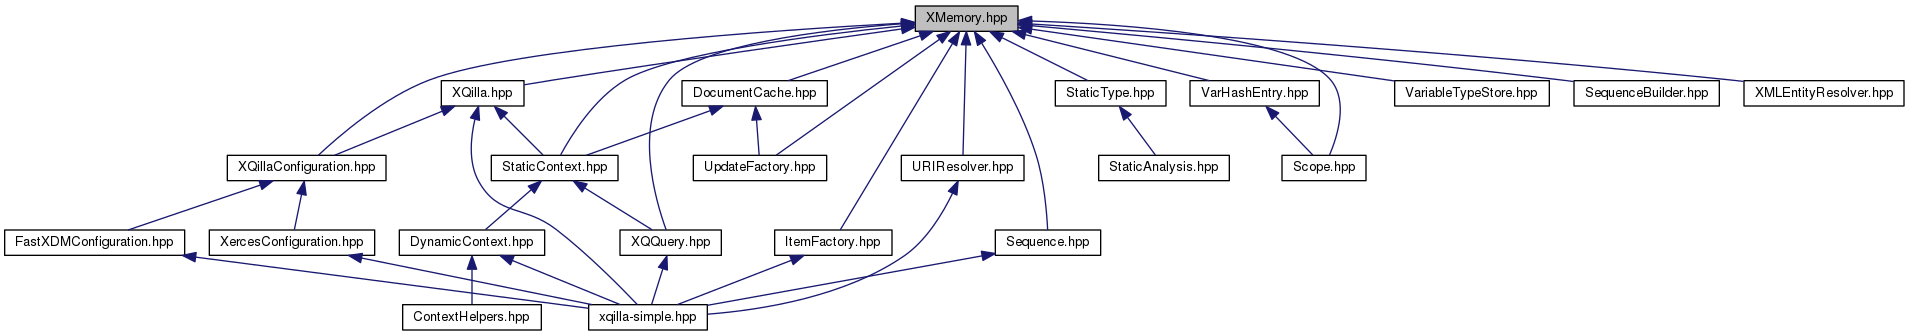 XMemory.hpp
XQilla.hpp
DocumentCache.hpp
StaticType.hpp
VarHashEntry.hpp
VariableTypeStore.hpp
SequenceBuilder.hpp
XMLEntityResolver.hpp
XQillaConfiguration.hpp
StaticContext.hpp
UpdateFactory.hpp
URIResolver.hpp
StaticAnalysis.hpp
Scope.hpp
FastXDMConfiguration.hpp
XercesConfiguration.hpp
DynamicContext.hpp
XQQuery.hpp
ItemFactory.hpp
Sequence.hpp
ContextHelpers.hpp
xqilla-simple.hpp